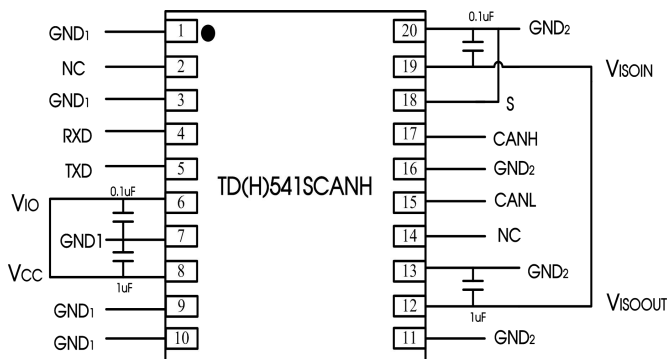 GND1 1
NC 2
GND1 3
RXD 4
TXD 5
VIO 0.1uF 6
GND1 7
VCC 1uF 8
GND1 9
GND1 10
TD(H)541SCANH
20 0.1uF GND2
19 VISOIN
18 S
17 CANH
16 GND2
15 CANL
14 NC
13 GND2
12 1uF VISOOUT
11 GND2